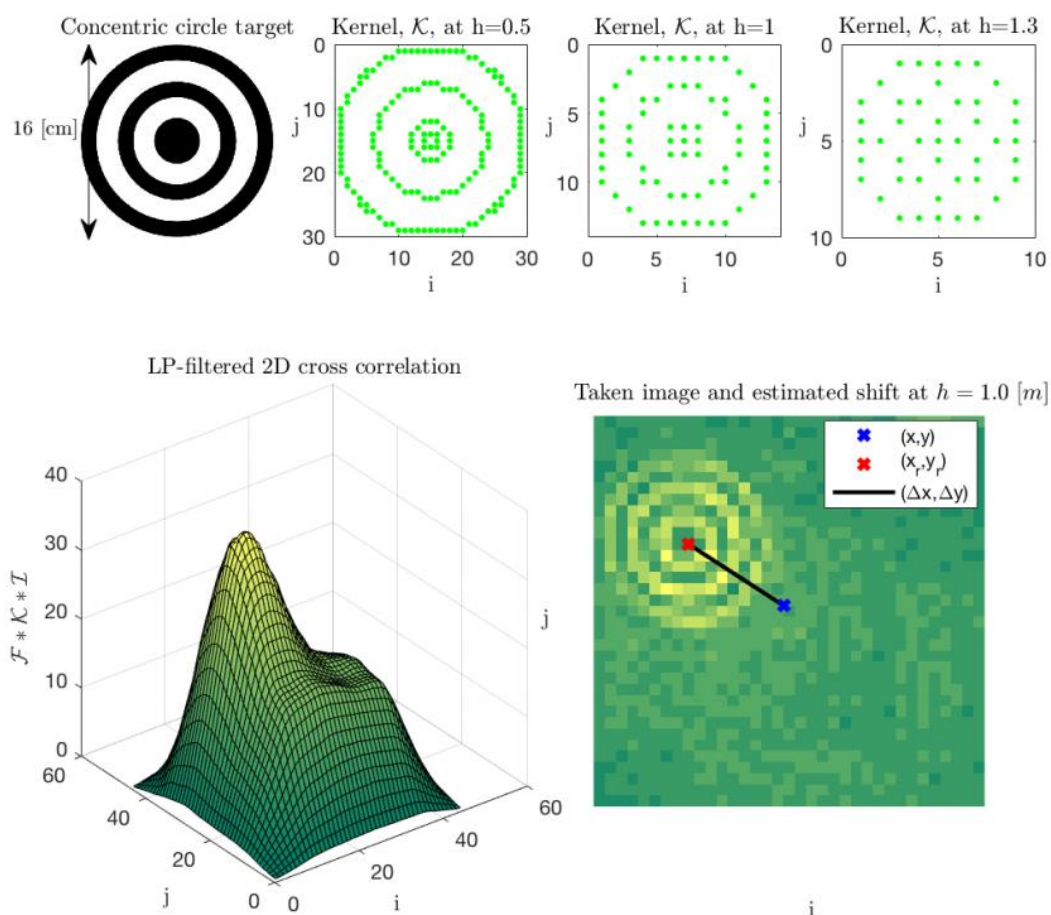 Concentric circle target
16 [cm]
Kernel, 𝒦, at h=0.5
0
10
20
30
j
0 10 20 30
i
Kernel, 𝒦, at h=1
0
5
10
j
0 5 10
i
Kernel, 𝒦, at h=1.3
0
5
10
j
0 5 10
i
LP-filtered 2D cross correlation
40
30
20
10
0
ℱ ∗ 𝒦 ∗ ℐ
60
40
20
0
j
0
20
40
60
i
Taken image and estimated shift at h = 1.0 [m]
(x,y)
(x_r,y_r)
(Δx,Δy)
j
i